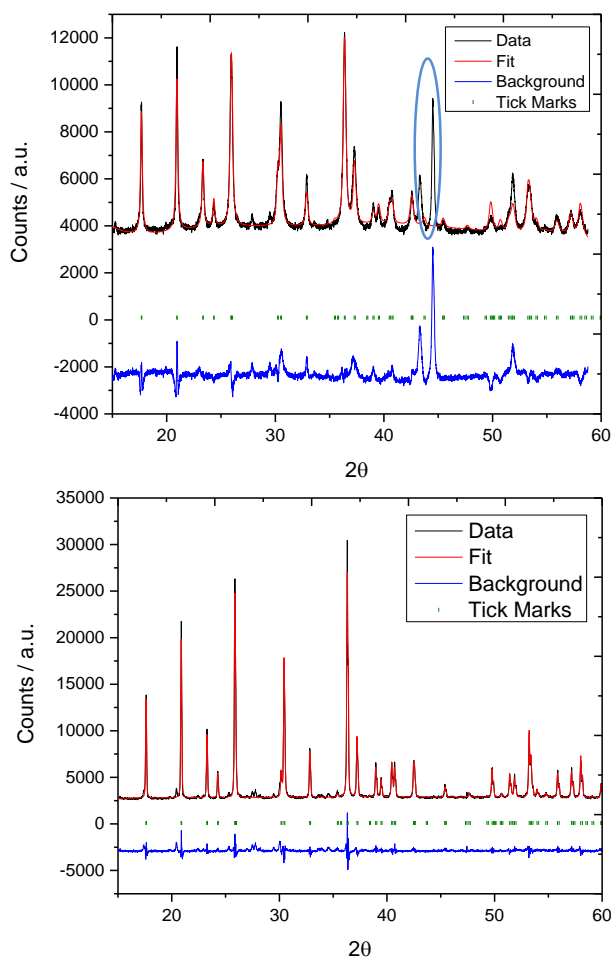 12000
10000
8000
6000
4000
2000
0
-2000
-4000
Counts / a.u.
Data
Fit
Background
Tick Marks
20
30
40
50
60
2θ
35000
30000
25000
20000
15000
10000
5000
0
-5000
Counts / a.u.
Data
Fit
Background
Tick Marks
20
30
40
50
60
2θ